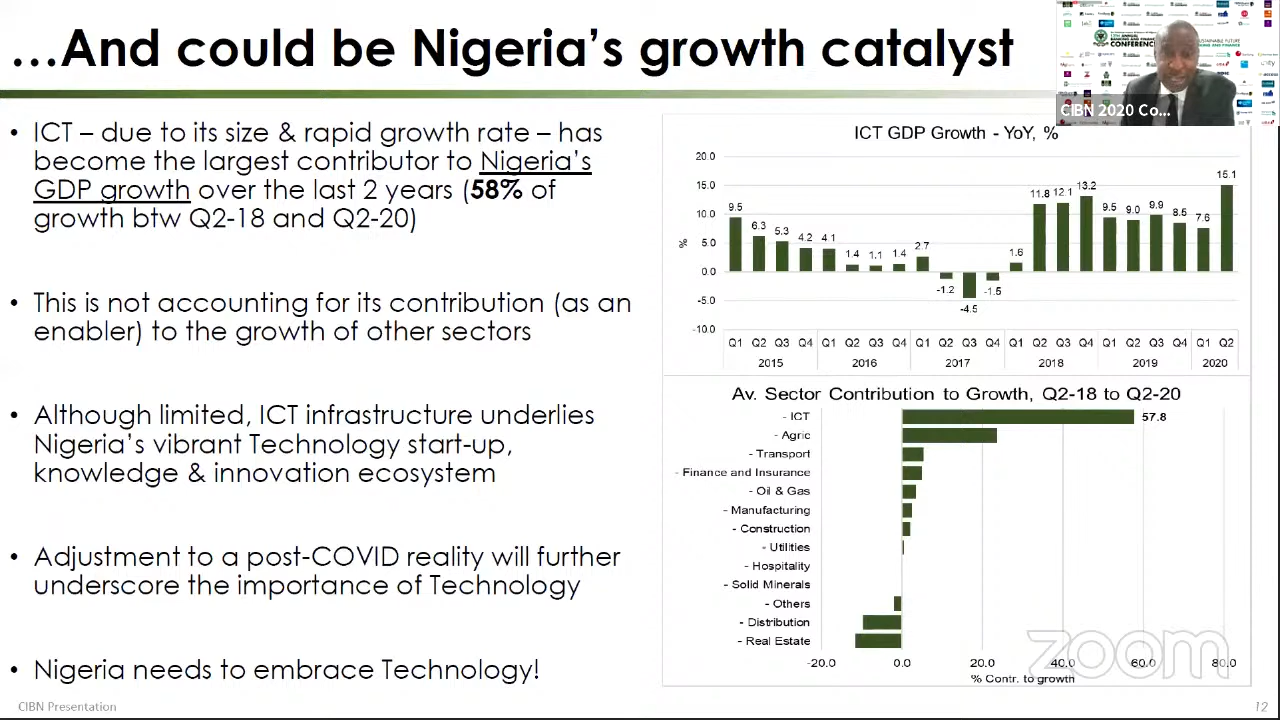 ...And could be Nigeria's growth catalyst
CIBN 2020 Co...
• ICT – due to its size & rapid growth rate – has
become the largest contributor to Nigeria's
GDP growth over the last 2 years (58% of
growth btw Q2-18 and Q2-20)
• This is not accounting for its contribution (as an
enabler) to the growth of other sectors
• Although limited, ICT infrastructure underlies
Nigeria's vibrant Technology start-up,
knowledge & innovation ecosystem
• Adjustment to a post-COVID reality will further
underscore the importance of Technology
• Nigeria needs to embrace Technology!
ICT GDP Growth - YoY, %
20.0
15.0
10.0
5.0
0.0
-5.0
-10.0
%
9.5 6.3 5.3 4.2 4.1 1.4 1.1 1.4 2.7 -1.2 -4.5 -1.5 1.6 11.8 12.1 13.2 9.5 9.0 9.9 8.5 7.6 15.1
Q1 Q2 Q3 Q4 Q1 Q2 Q3 Q4 Q1 Q2 Q3 Q4 Q1 Q2 Q3 Q4 Q1 Q2 Q3 Q4 Q1 Q2
2015 2016 2017 2018 2019 2020
Av. Sector Contribution to Growth, Q2-18 to Q2-20
- ICT 57.8
- Agric
- Transport
- Finance and Insurance
- Oil & Gas
- Manufacturing
- Construction
- Utilities
- Hospitality
- Solid Minerals
- Others
- Distribution
- Real Estate
-20.0 0.0 20.0 40.0 60.0 80.0
% Contr. to growth
zoom
CIBN Presentation
12